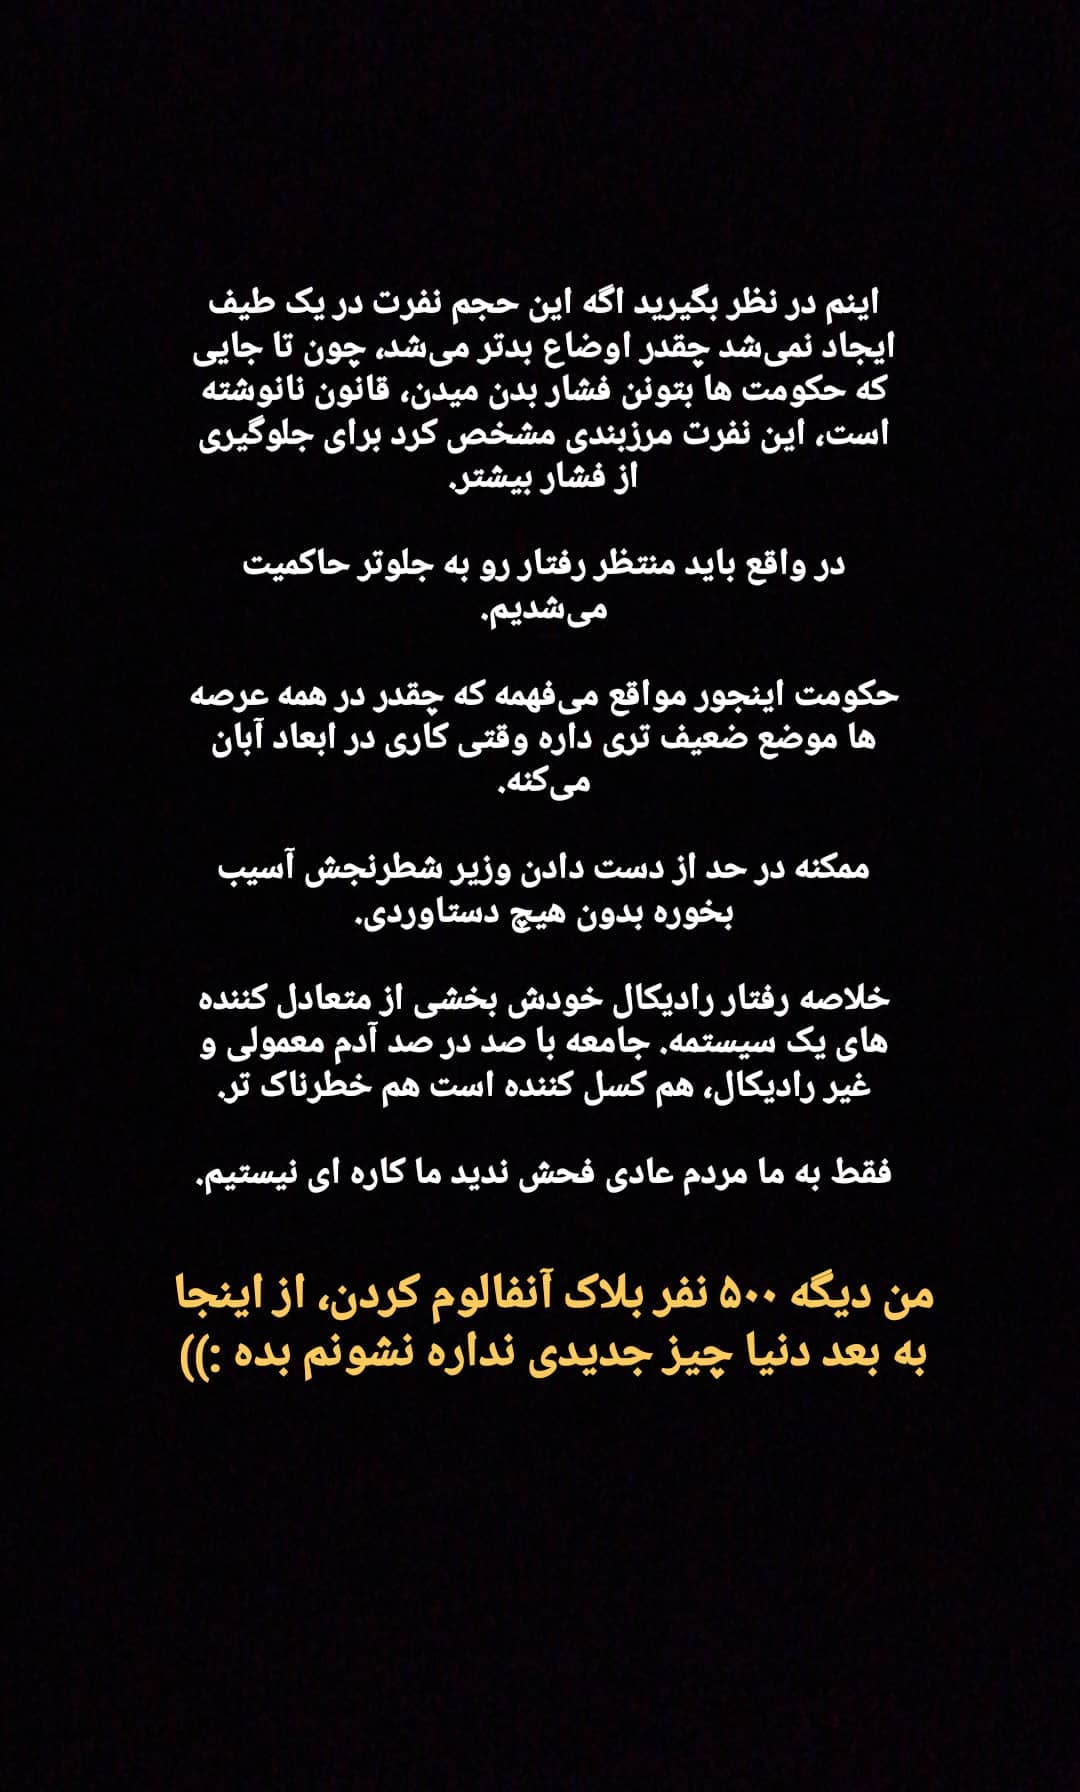 اینم در نظر بگیرید اگه این حجم نفرت در یک طیف
ایجاد نمی‌شد چقدر اوضاع بدتر می‌شد، چون تا جایی
که حکومت ها بتونن فشار بدن میدن، قانون نانوشته
است، این نفرت مرزبندی مشخص کرد برای جلوگیری
از فشار بیشتر.
در واقع باید منتظر رفتار رو به جلوتر حاکمیت
می‌شدیم.
حکومت اینجور مواقع می‌فهمه که چقدر در همه عرصه
ها موضع ضعیف تری داره وقتی کاری در ابعاد آبان
می‌کنه.
ممکنه در حد از دست دادن وزیر شطرنجش آسیب
بخوره بدون هیچ دستاوردی.
خلاصه رفتار رادیکال خودش بخشی از متعادل کننده
های یک سیستمه. جامعه با صد در صد آدم معمولی و
غیر رادیکال، هم کسل کننده است هم خطرناک تر.
فقط به ما مردم عادی فحش ندید ما کاره ای نیستیم.
من دیگه ۵۰۰ نفر بلاک آنفالوم کردن، از اینجا
به بعد دنیا چیز جدیدی نداره نشونم بده :))